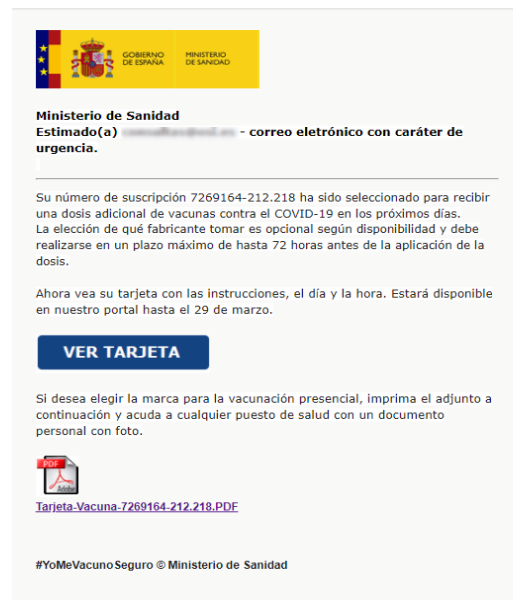 GOBIERNO MINISTERIO
DE ESPAÑA DE SANIDAD
Ministerio de Sanidad
Estimado(a) - correo eletrónico con caráter de
urgencia.
Su número de suscripción 7269164-212.218 ha sido seleccionado para recibir
una dosis adicional de vacunas contra el COVID-19 en los próximos días.
La elección de qué fabricante tomar es opcional según disponibilidad y debe
realizarse en un plazo máximo de hasta 72 horas antes de la aplicación de la
dosis.
Ahora vea su tarjeta con las instrucciones, el día y la hora. Estará disponible
en nuestro portal hasta el 29 de marzo.
VER TARJETA
Si desea elegir la marca para la vacunación presencial, imprima el adjunto a
continuación y acuda a cualquier puesto de salud con un documento
personal con foto.
PDF
Adobe
Tarjeta-Vacuna-7269164-212.218.PDF
#YoMeVacunoSeguro © Ministerio de Sanidad